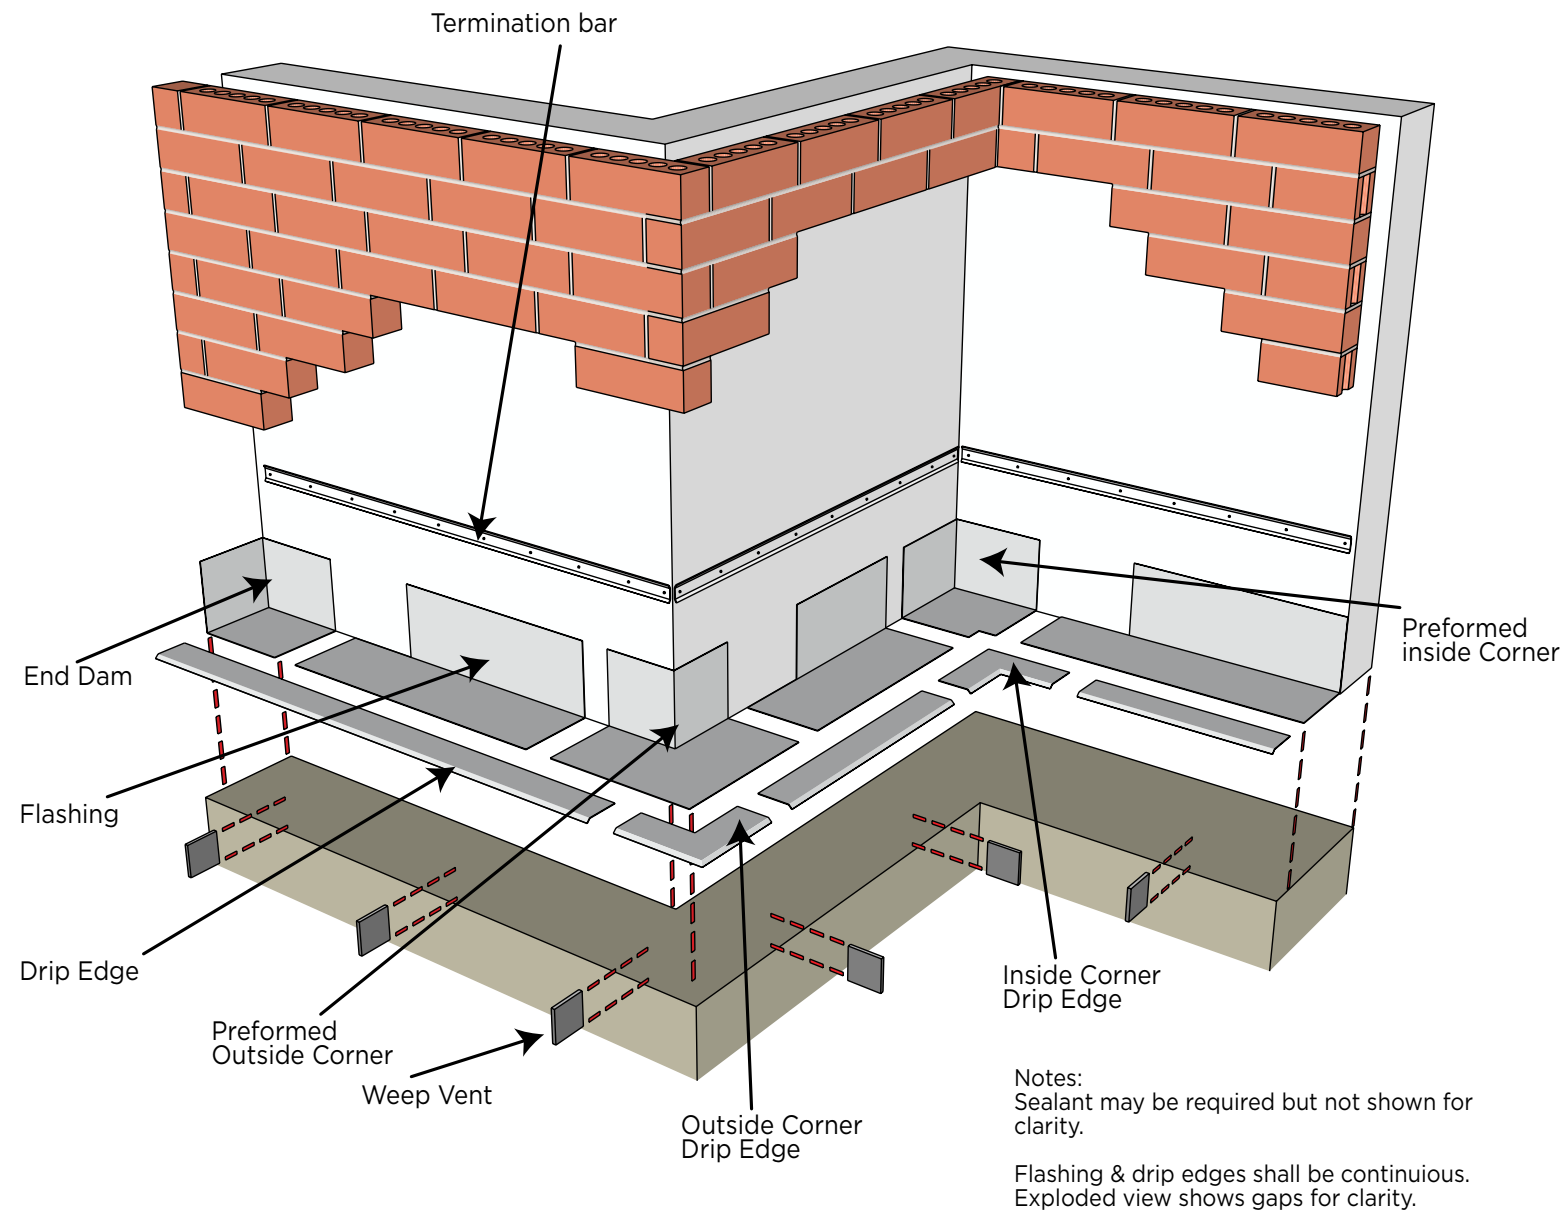 Termination bar
End Dam
Preformed
inside Corner
Flashing
Drip Edge
Inside Corner
Drip Edge
Preformed
Outside Corner
Weep Vent
Outside Corner
Drip Edge
Notes:
Sealant may be required but not shown for
clarity.
Flashing & drip edges shall be continuious.
Exploded view shows gaps for clarity.